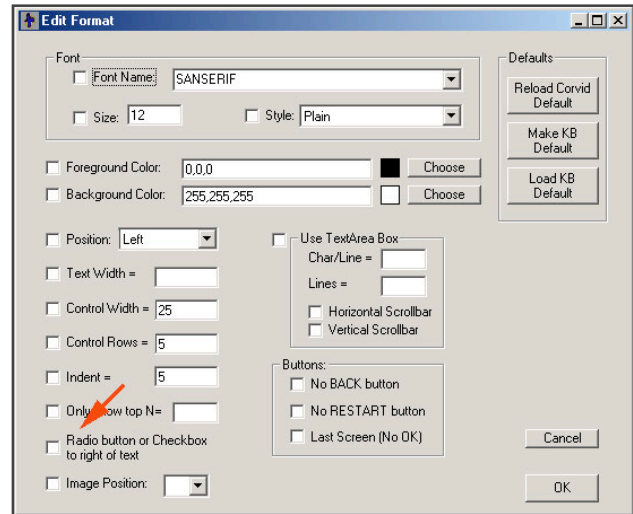 Edit Format
Font
Font Name: SANSERIF
Size: 12 Style: Plain
Foreground Color: 0,0,0 Choose
Background Color: 255,255,255 Choose
Position: Left
Text Width =
Control Width = 25
Control Rows = 5
Indent = 5
Only how top N=
Radio button or Checkbox
to right of text
Image Position:
Use TextArea Box
Char/Line =
Lines =
Horizontal Scrollbar
Vertical Scrollbar
Buttons:
No BACK button
No RESTART button
Last Screen (No OK)
Defaults
Reload Corvid
Default
Make KB
Default
Load KB
Default
Cancel
OK